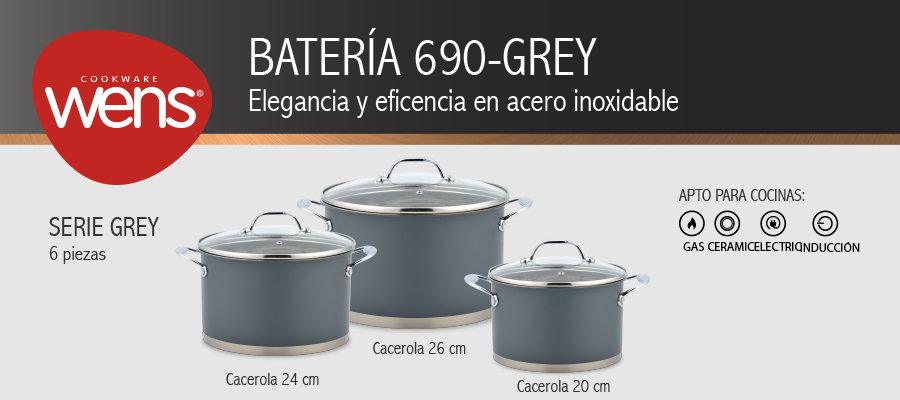 COOKWARE
wens®
BATERÍA 690-GREY
Elegancia y eficencia en acero inoxidable
SERIE GREY
6 piezas
APTO PARA COCINAS:
GAS CERAMICELECTRICINDUCCIÓN
Cacerola 26 cm
Cacerola 24 cm
Cacerola 20 cm